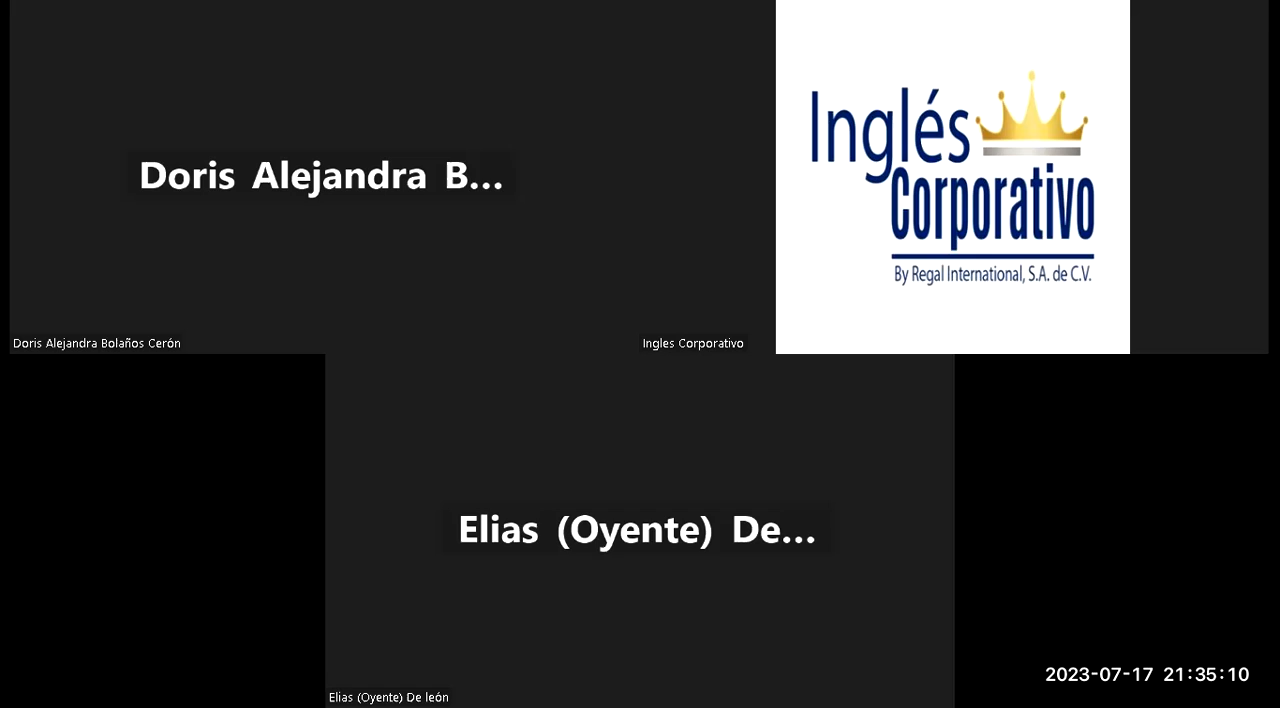 Doris Alejandra B...
Doris Alejandra Bolaños Cerón
Inglés
Corporativo
By Regal International, S.A. de C.V.
Ingles Corporativo
Elias (Oyente) De...
Elias (Oyente) De león
2023-07-17 21:35:10